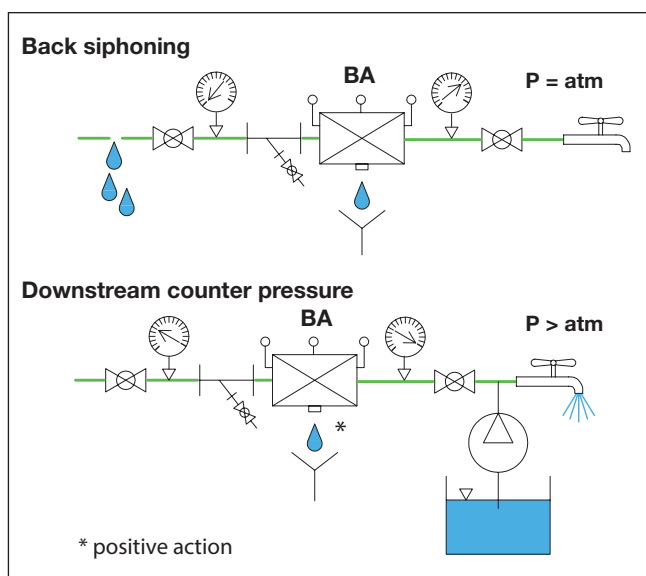 Back siphoning
BA
P = atm
Downstream counter pressure
BA
P > atm
*
* positive action